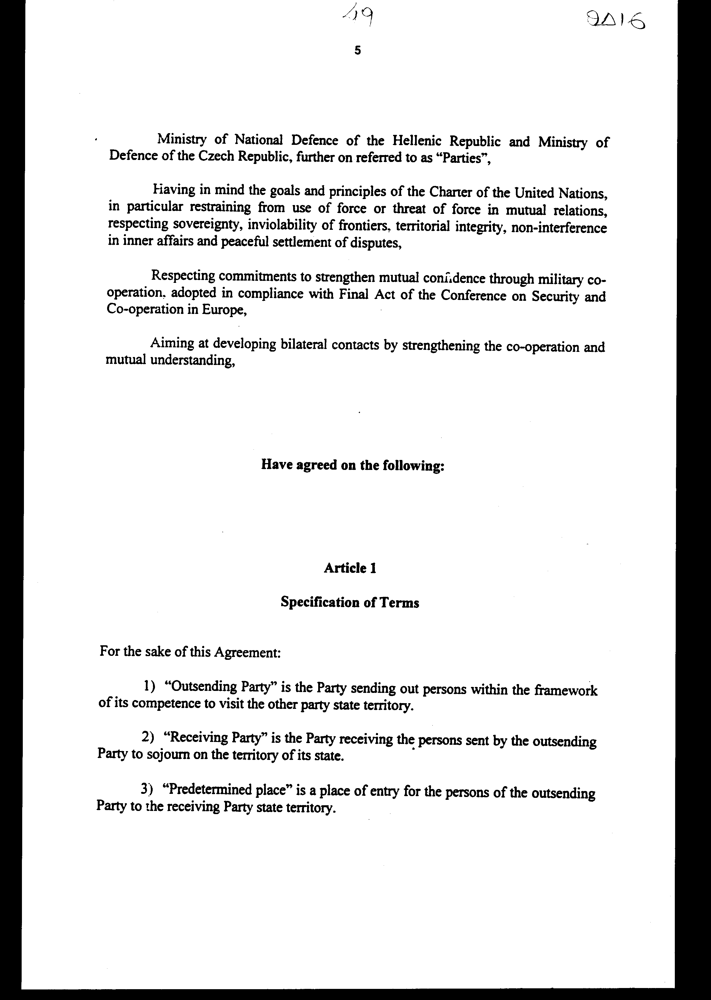 49
5
Ministry of National Defence of the Hellenic Republic and Ministry of
Defence of the Czech Republic, further on referred to as “Parties”,
Having in mind the goals and principles of the Charter of the United Nations,
in particular restraining from use of force or threat of force in mutual relations,
respecting sovereignty, inviolability of frontiers, territorial integrity, non-interference
in inner affairs and peaceful settlement of disputes,
Respecting commitments to strengthen mutual confidence through military co-
operation, adopted in compliance with Final Act of the Conference on Security and
Co-operation in Europe,
Aiming at developing bilateral contacts by strengthening the co-operation and
mutual understanding,
Have agreed on the following:
Article 1
Specification of Terms
For the sake of this Agreement:
1) “Outsending Party” is the Party sending out persons within the framework
of its competence to visit the other party state territory.
2) “Receiving Party” is the Party receiving the persons sent by the outsending
Party to sojourn on the territory of its state.
3) “Predetermined place” is a place of entry for the persons of the outsending
Party to the receiving Party state territory.